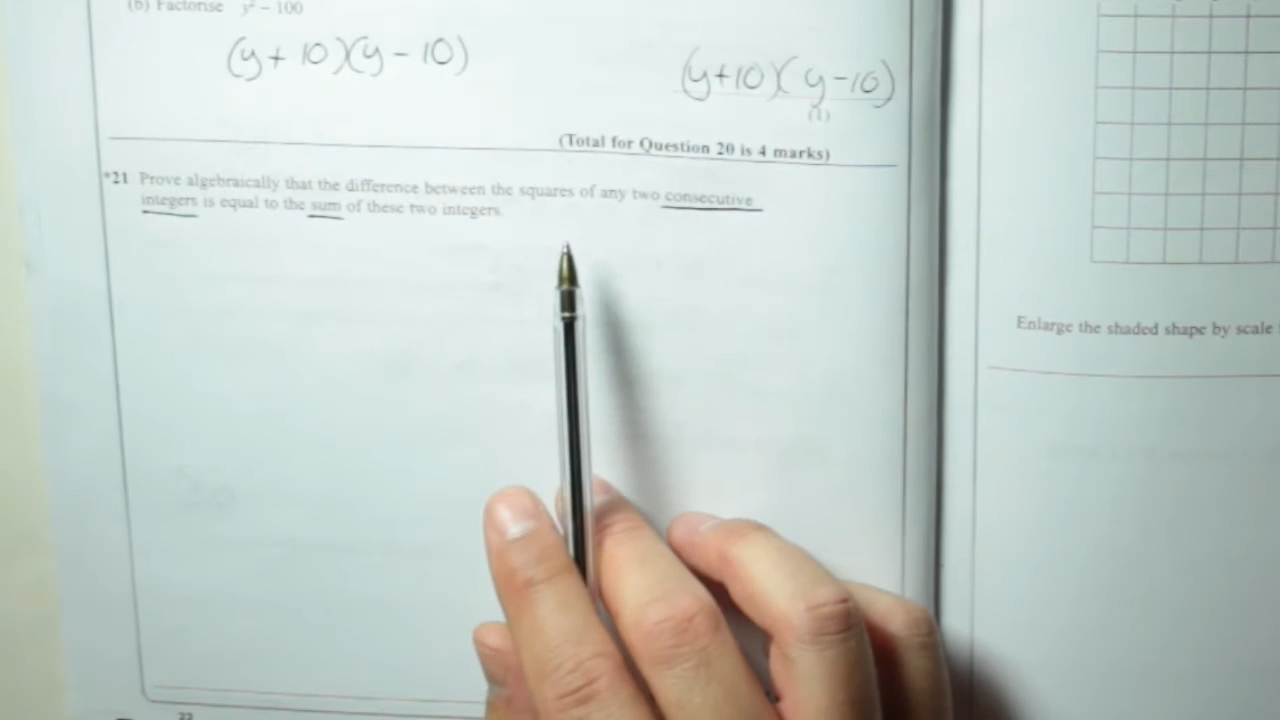 (b) Factorise y² – 100
(y + 10)(y – 10)
(y+10)(y–10)
(1)
(Total for Question 20 is 4 marks)
*21 Prove algebraically that the difference between the squares of any two consecutive
integers is equal to the sum of these two integers.
Enlarge the shaded shape by scale
22